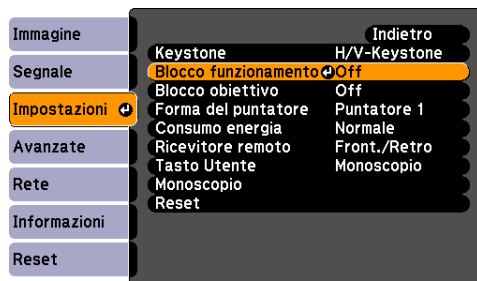 Immagine
Segnale
Impostazioni
Avanzate
Rete
Informazioni
Reset
Indietro
Keystone H/V-Keystone
Blocco funzionamento Off
Blocco obiettivo Off
Forma del puntatore Puntatore 1
Consumo energia Normale
Ricevitore remoto Front./Retro
Tasto Utente Monoscopio
Monoscopio
Reset